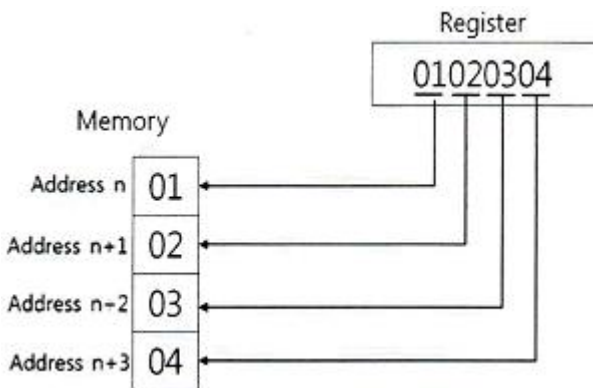 Register
01020304
Memory
Address n 01
Address n+1 02
Address n-2 03
Address n+3 04